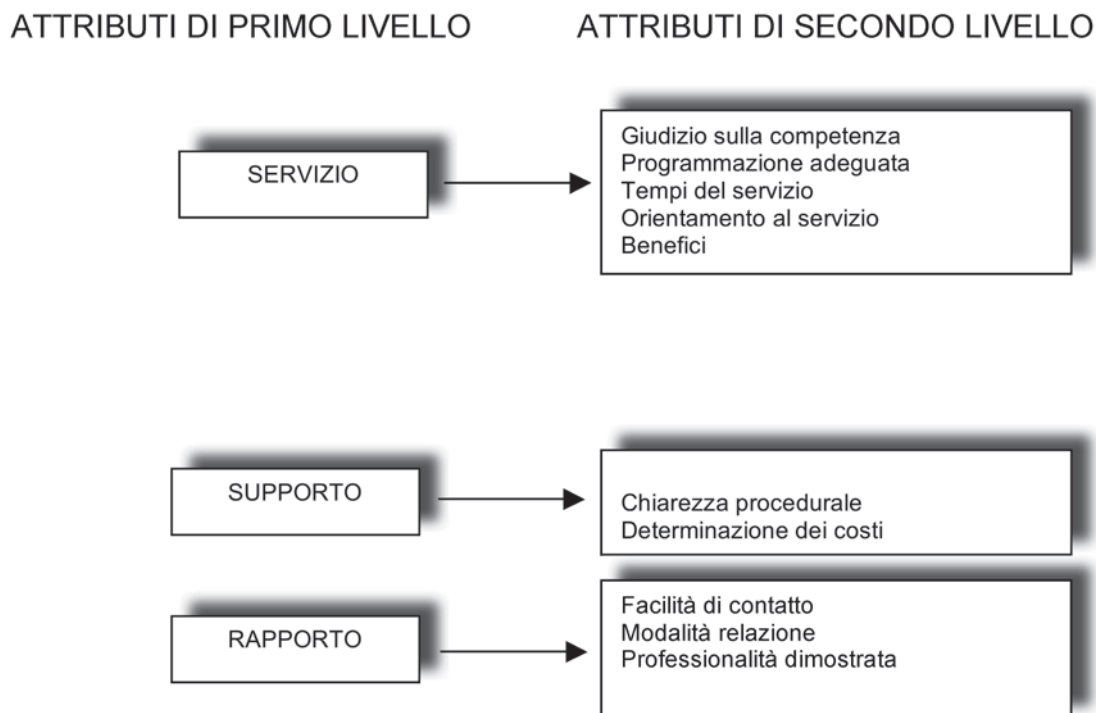 ATTRIBUTI DI PRIMO LIVELLO
ATTRIBUTI DI SECONDO LIVELLO
SERVIZIO
Giudizio sulla competenza
Programmazione adeguata
Tempi del servizio
Orientamento al servizio
Benefici
SUPPORTO
Chiarezza procedurale
Determinazione dei costi
RAPPORTO
Facilità di contatto
Modalità relazione
Professionalità dimostrata